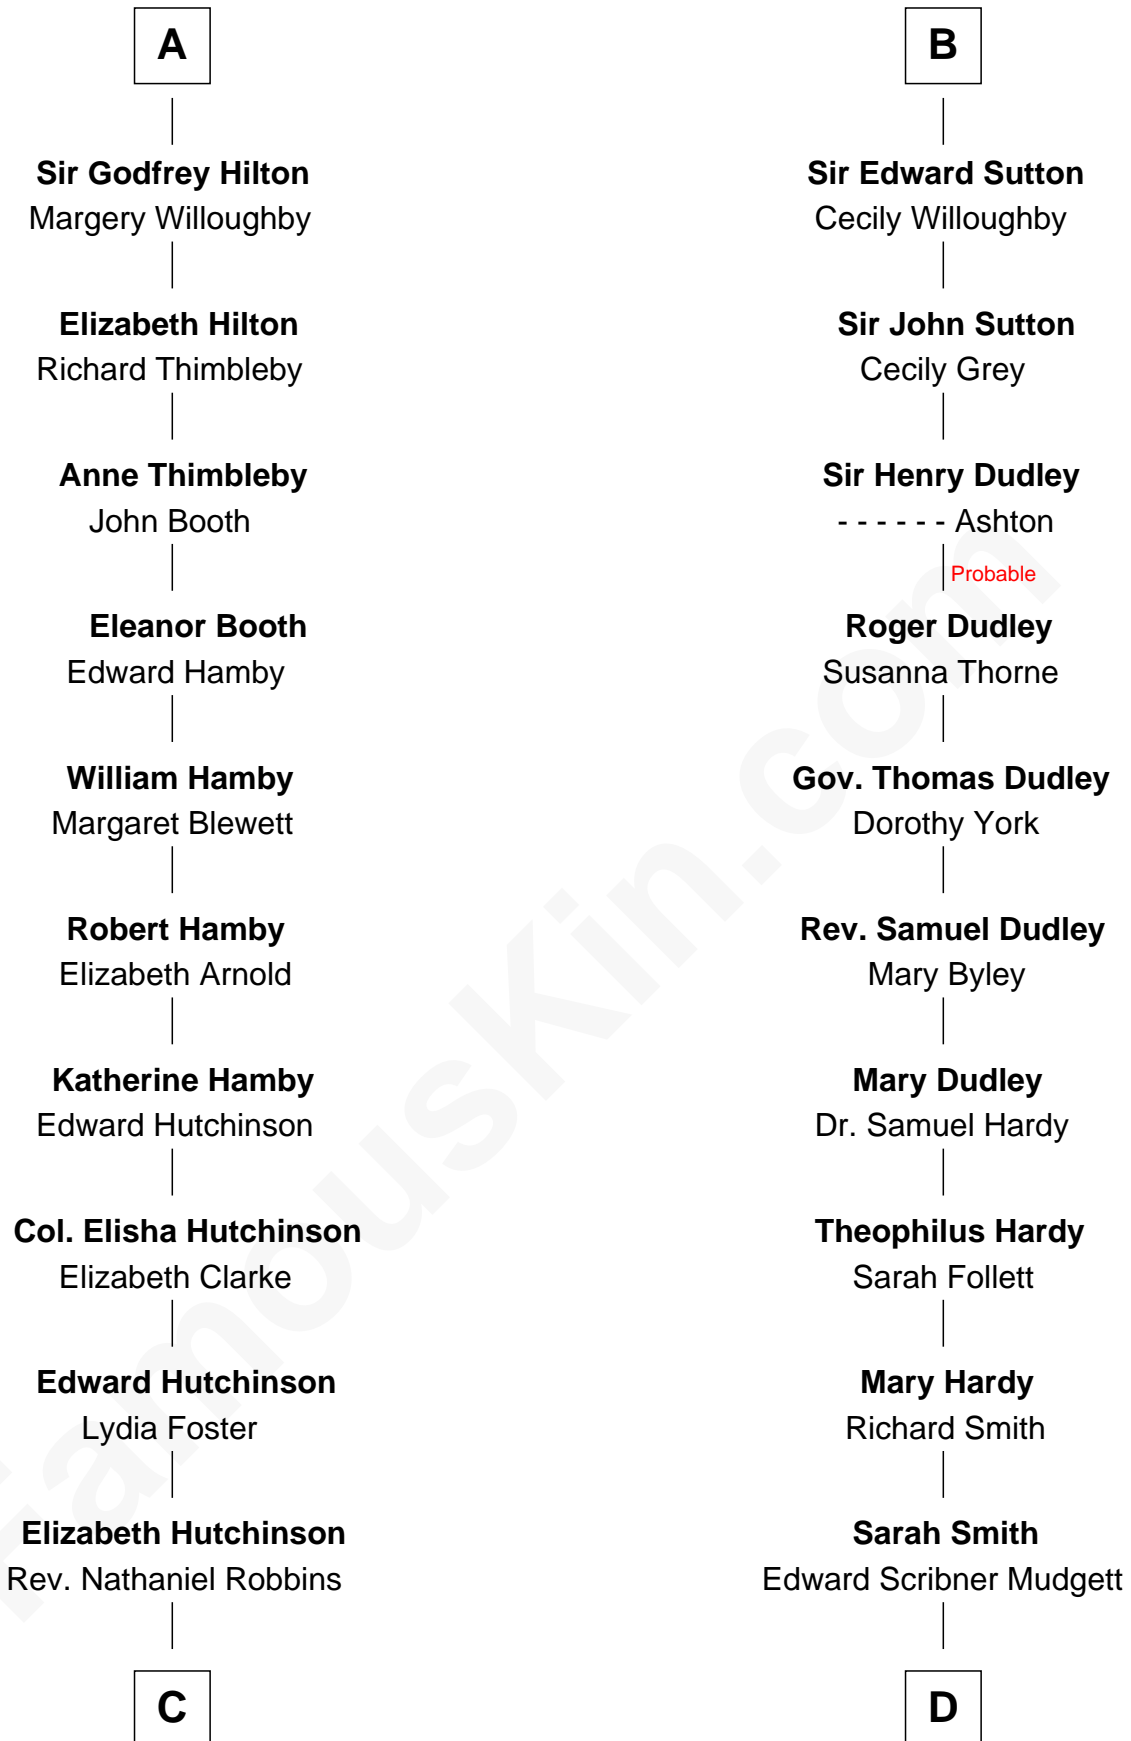 A
Sir Godfrey Hilton
Margery Willoughby
Elizabeth Hilton
Richard Thimbleby
Anne Thimbleby
John Booth
Eleanor Booth
Edward Hamby
William Hamby
Margaret Blewett
Robert Hamby
Elizabeth Arnold
Katherine Hamby
Edward Hutchinson
Col. Elisha Hutchinson
Elizabeth Clarke
Edward Hutchinson
Lydia Foster
Elizabeth Hutchinson
Rev. Nathaniel Robbins
C
B
Sir Edward Sutton
Cecily Willoughby
Sir John Sutton
Cecily Grey
Sir Henry Dudley
- - - - - - Ashton
Probable
Roger Dudley
Susanna Thorne
Gov. Thomas Dudley
Dorothy York
Rev. Samuel Dudley
Mary Byley
Mary Dudley
Dr. Samuel Hardy
Theophilus Hardy
Sarah Follett
Mary Hardy
Richard Smith
Sarah Smith
Edward Scribner Mudgett
D
FamousKin.com